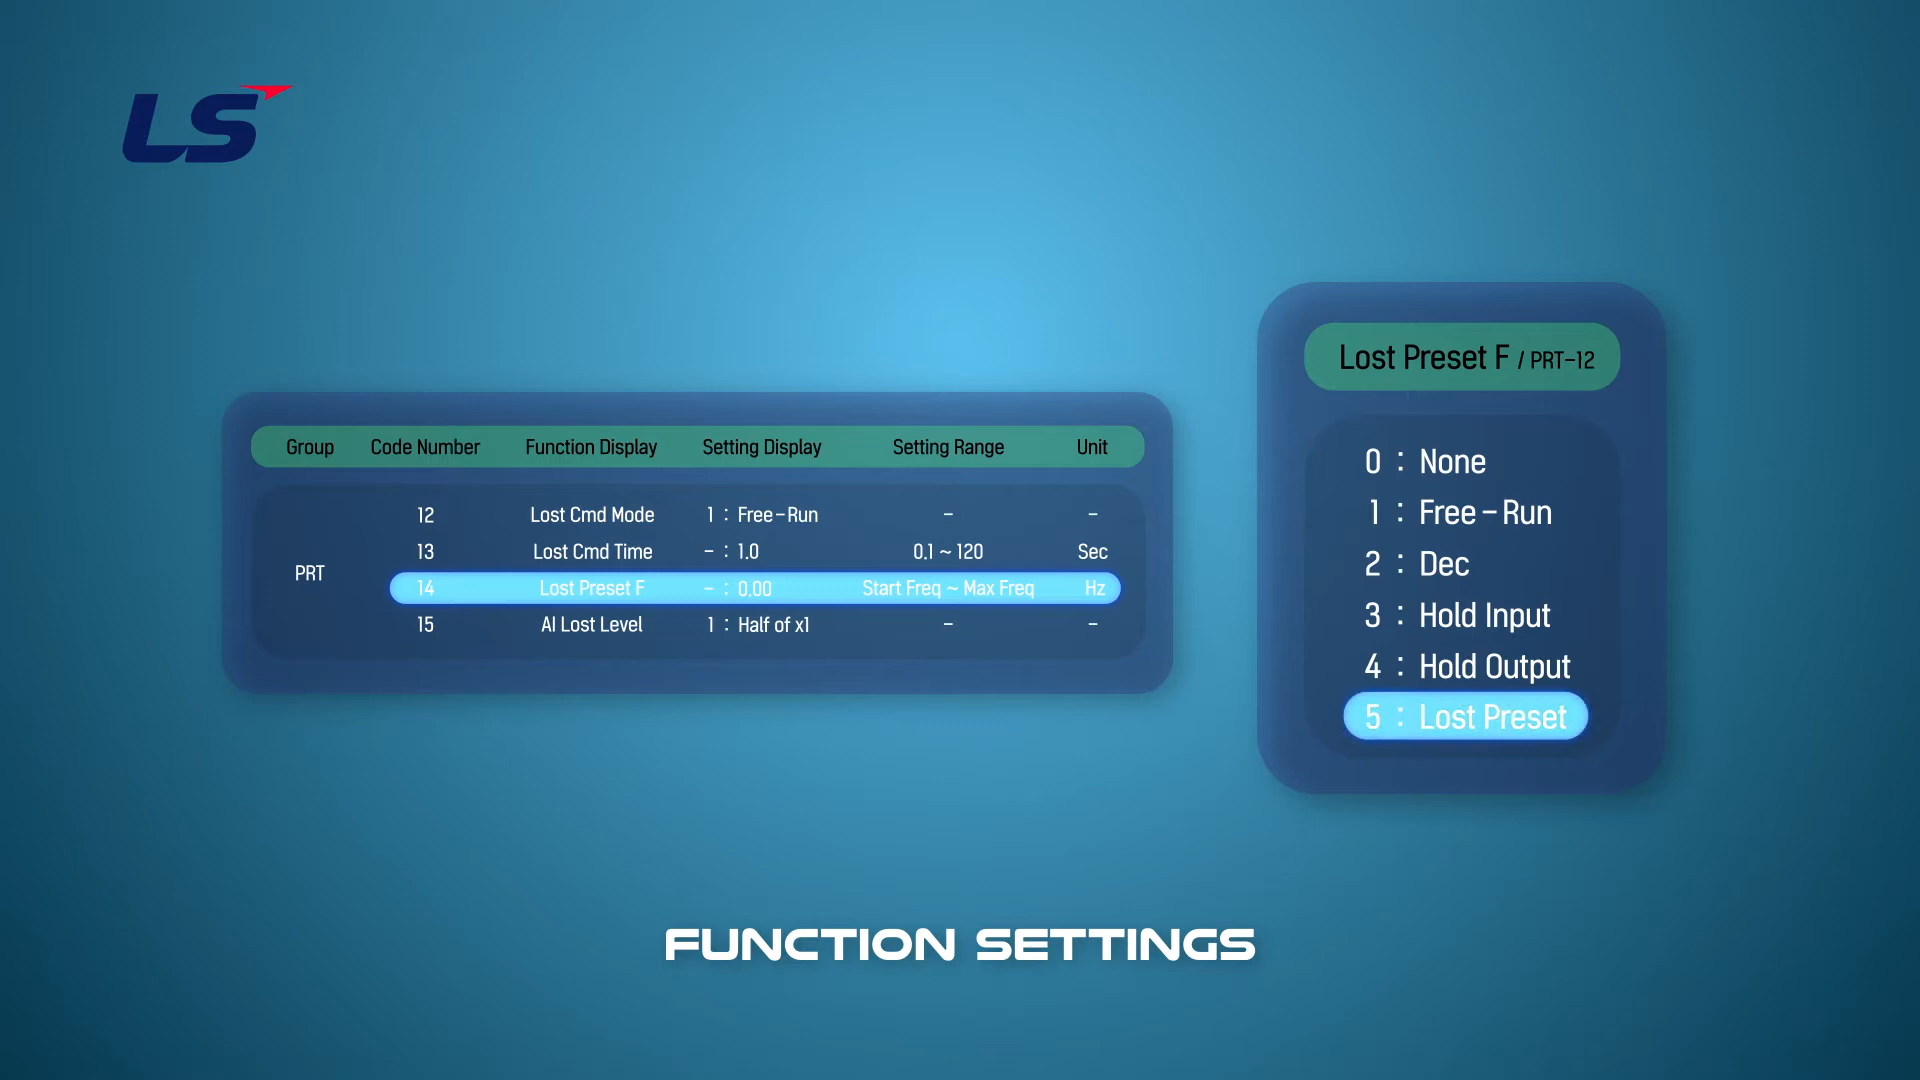 LS
Group Code Number Function Display Setting Display Setting Range Unit
12 Lost Cmd Mode 1 : Free-Run - -
13 Lost Cmd Time - : 1.0 0.1 ~ 120 Sec
PRT
14 Lost Preset F - : 0.00 Start Freq ~ Max Freq Hz
15 AI Lost Level 1 : Half of x1 - -
Lost Preset F / PRT-12
0 : None
1 : Free-Run
2 : Dec
3 : Hold Input
4 : Hold Output
5 : Lost Preset
FUNCTION SETTINGS